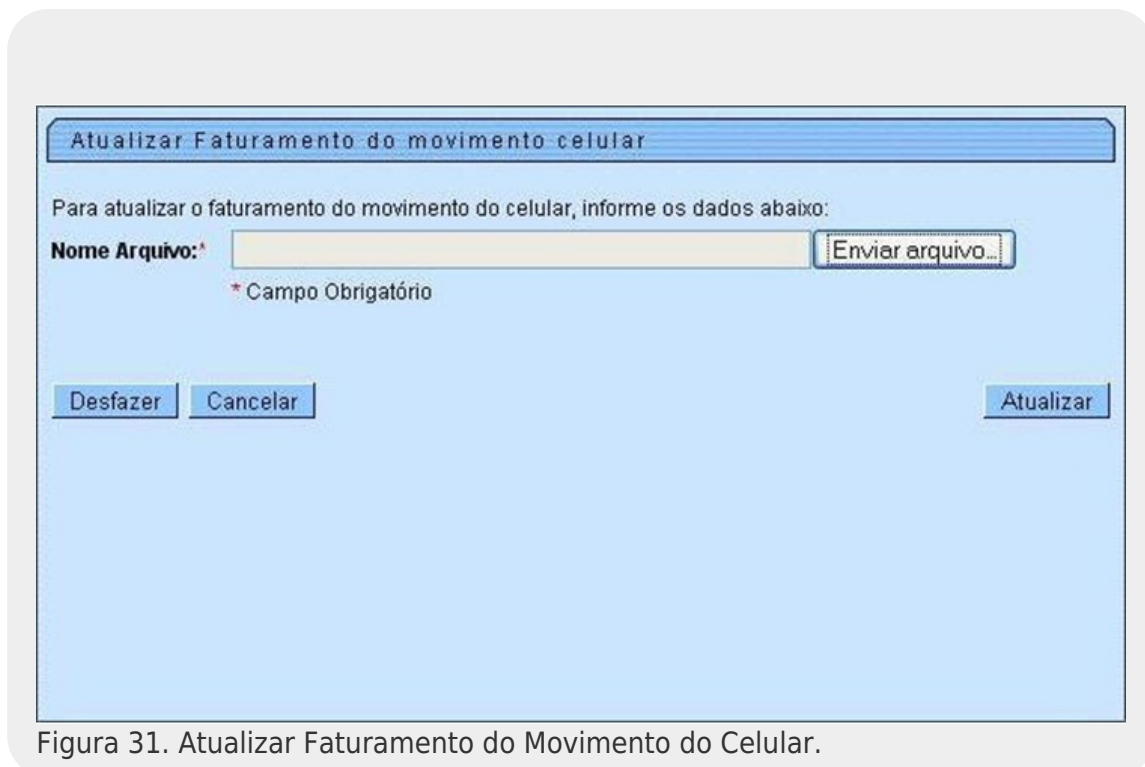 Atualizar Faturamento do movimento celular
Para atualizar o faturamento do movimento do celular, informe os dados abaixo:
Nome Arquivo:* Enviar arquivo...
* Campo Obrigatório
Desfazer Cancelar Atualizar
Figura 31. Atualizar Faturamento do Movimento do Celular.